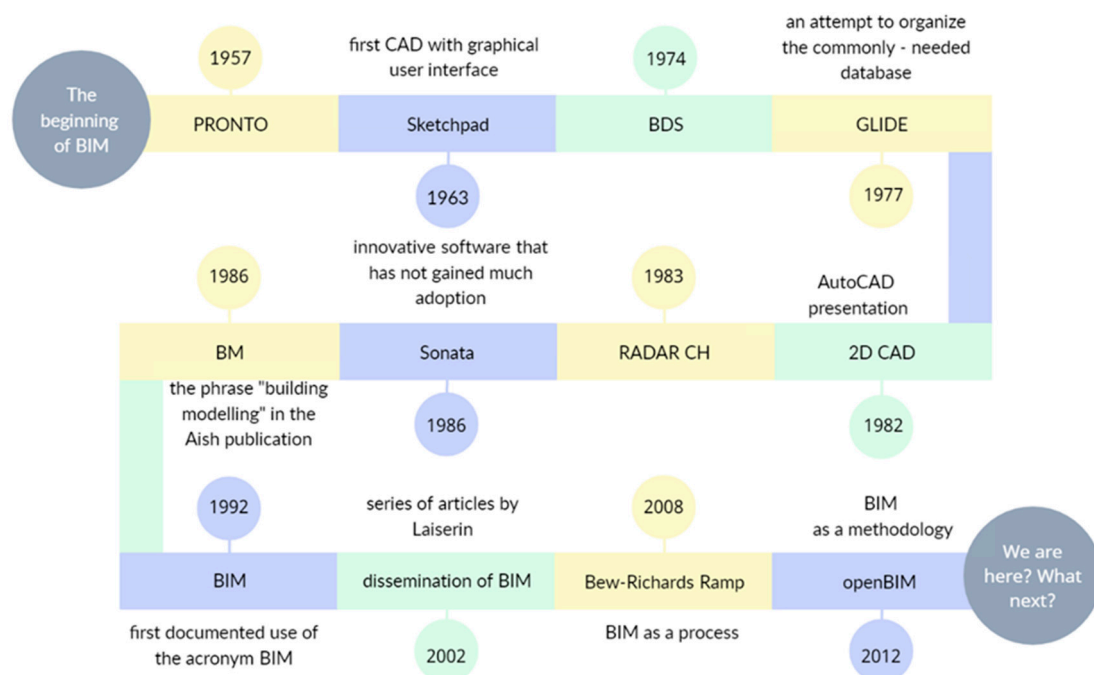 The
beginning
of BIM
1957
PRONTO
first CAD with graphical
user interface
Sketchpad
1963
1974
BDS
an attempt to organize
the commonly - needed
database
GLIDE
1977
AutoCAD
presentation
2D CAD
1982
1983
RADAR CH
innovative software that
has not gained much
adoption
Sonata
1986
1986
BM
the phrase "building
modelling" in the
Aish publication
1992
BIM
first documented use of
the acronym BIM
series of articles by
Laiserin
dissemination of BIM
2002
2008
Bew-Richards Ramp
BIM as a process
BIM
as a methodology
openBIM
2012
We are
here? What
next?